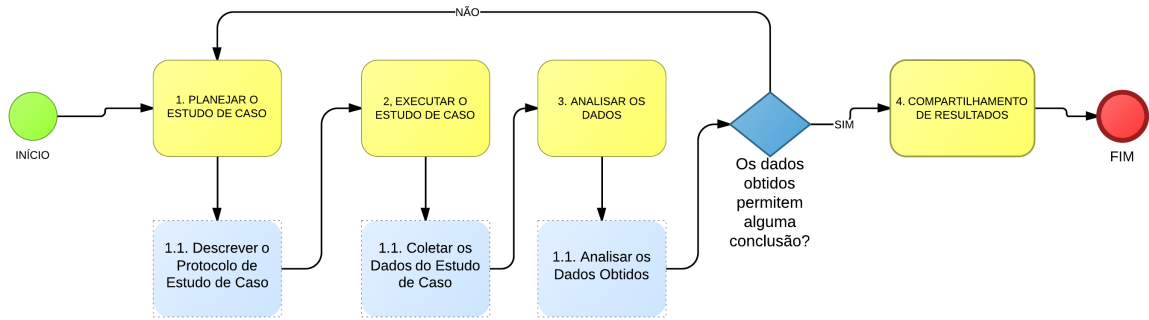 NÃO
INÍCIO
1. PLANEJAR O
ESTUDO DE CASO
2, EXECUTAR O
ESTUDO DE CASO
3. ANALISAR OS
DADOS
SIM
4. COMPARTILHAMENTO
DE RESULTADOS
FIM
Os dados
obtidos
permitem
alguma
conclusão?
1.1. Descrever o
Protocolo de
Estudo de Caso
1.1. Coletar os
Dados do Estudo
de Caso
1.1. Analisar os
Dados Obtidos